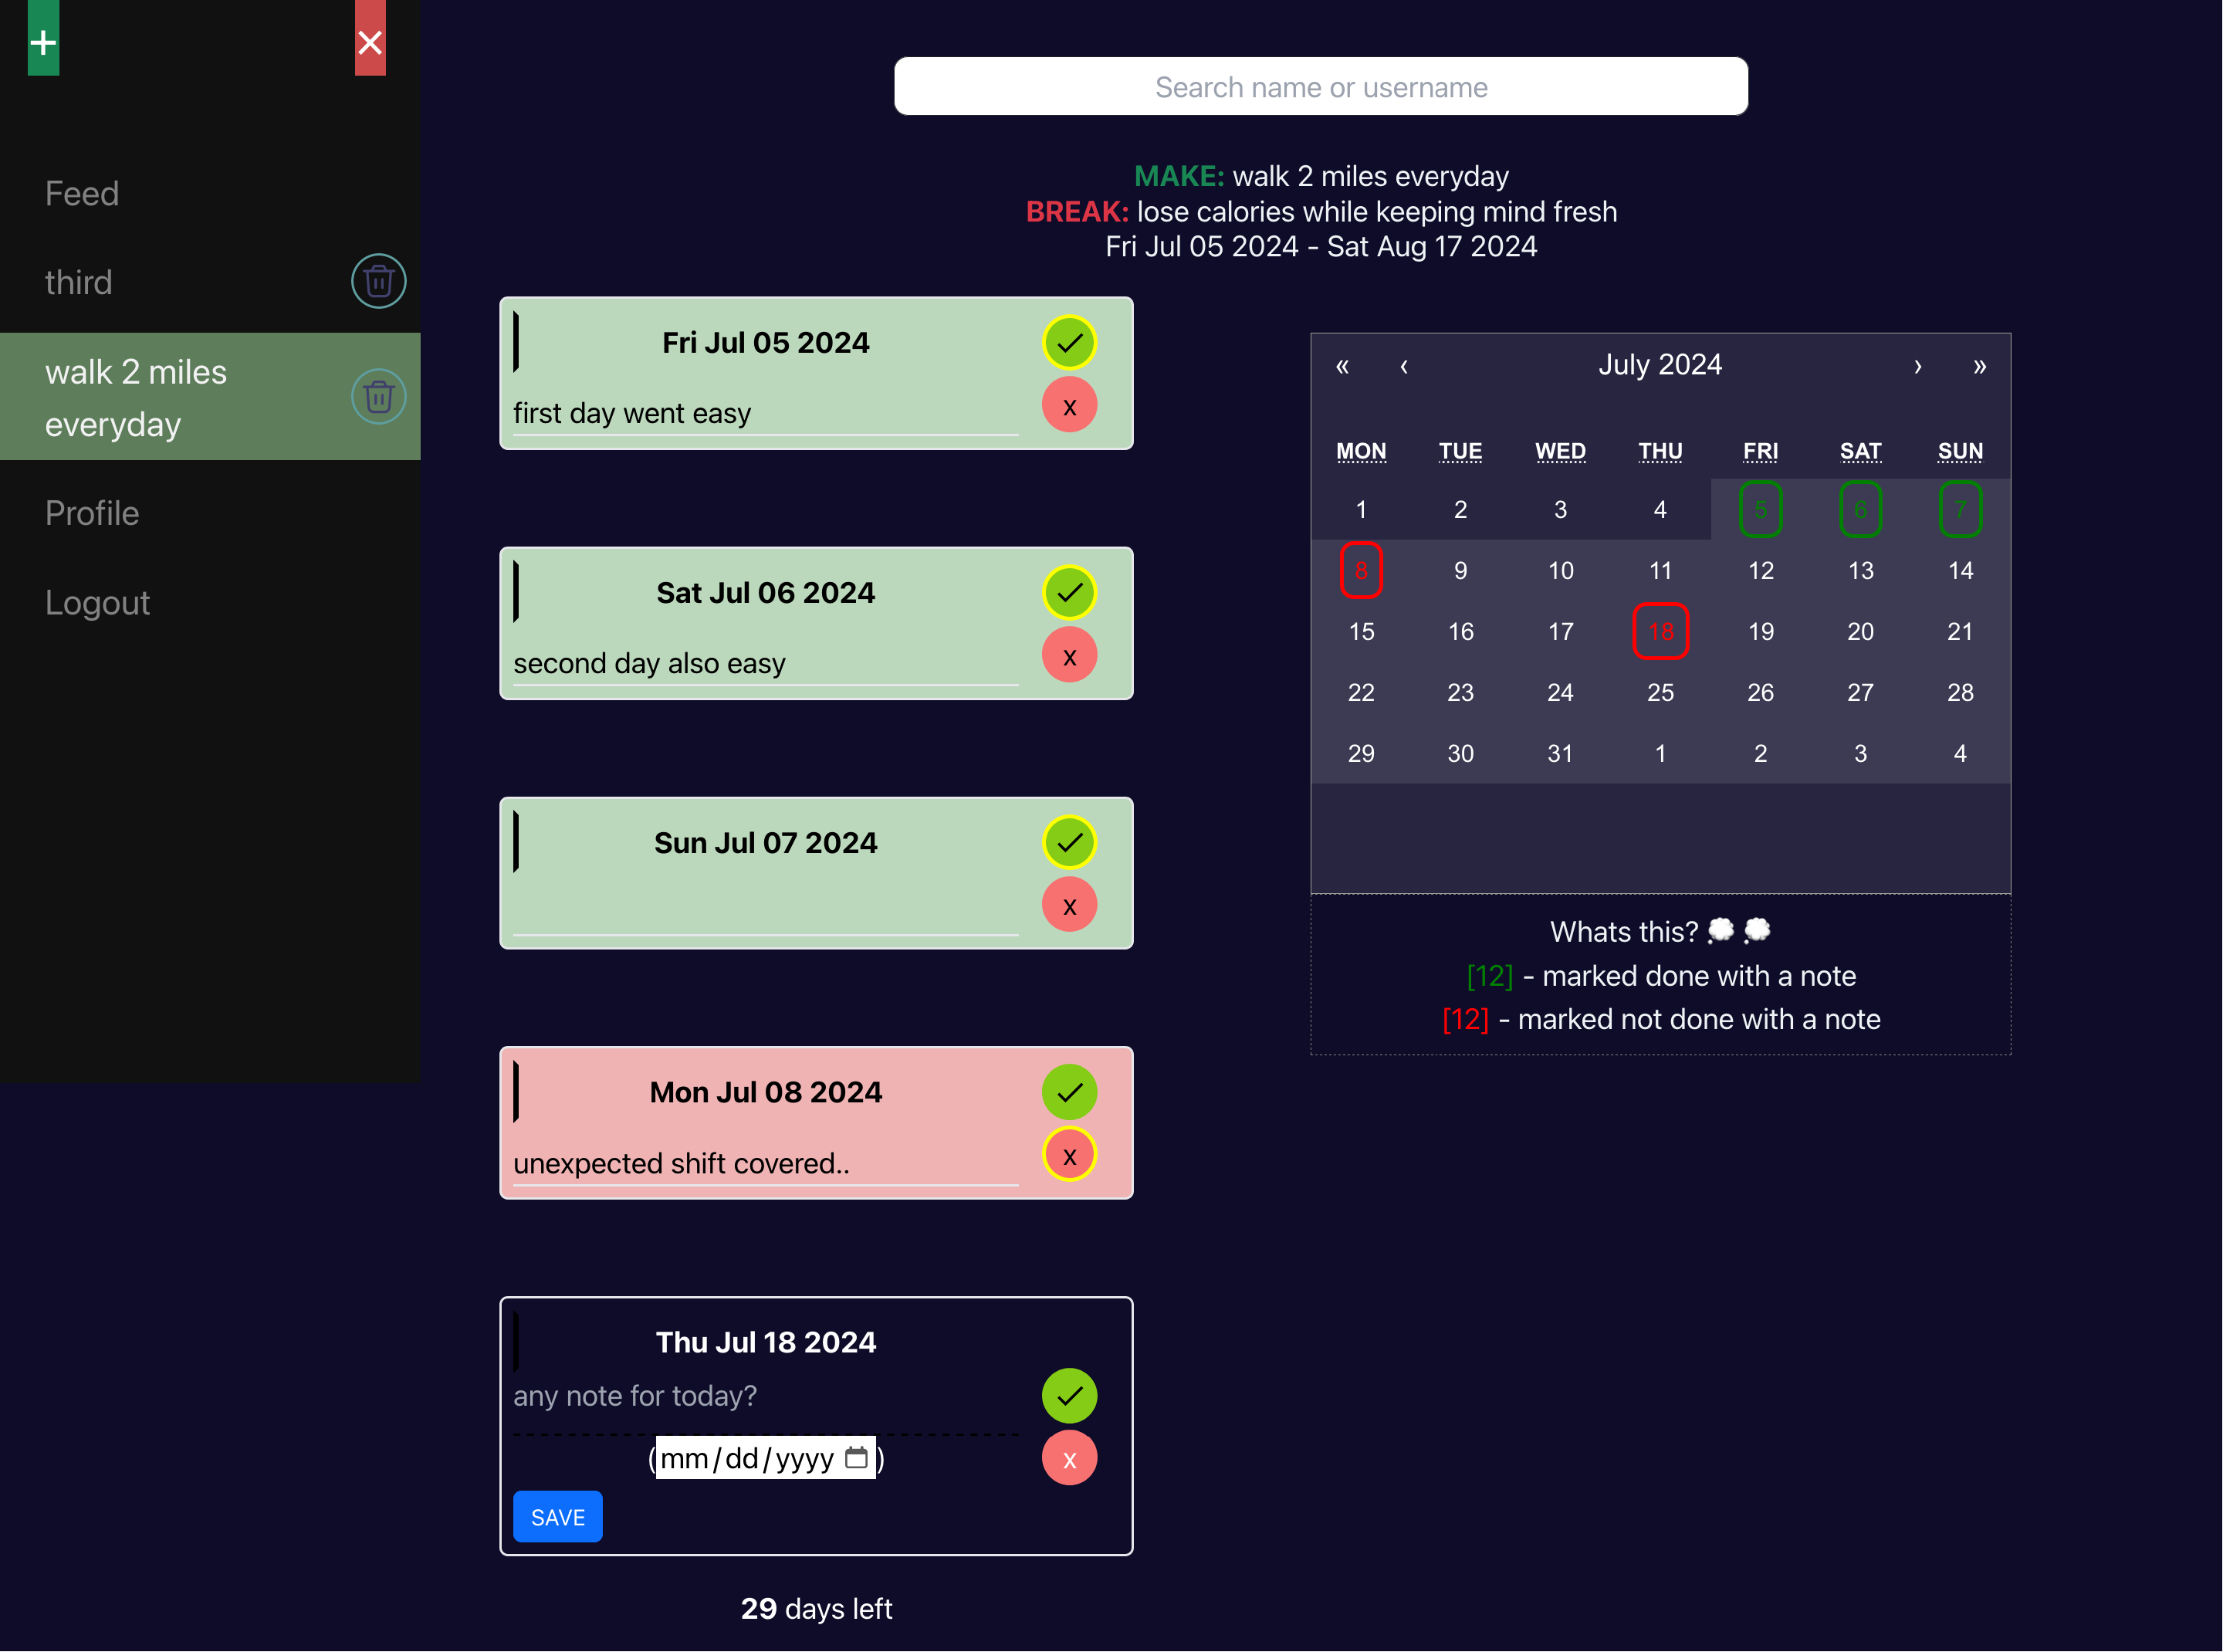 + ×
Feed
third
walk 2 miles
everyday
Profile
Logout
Search name or username
MAKE: walk 2 miles everyday
BREAK: lose calories while keeping mind fresh
Fri Jul 05 2024 - Sat Aug 17 2024
Fri Jul 05 2024
first day went easy
x
Sat Jul 06 2024
second day also easy
x
Sun Jul 07 2024
x
Mon Jul 08 2024
unexpected shift covered..
x
Thu Jul 18 2024
any note for today?
(mm/dd/yyyy)
x
SAVE
29 days left
« ‹ July 2024 › »
MON TUE WED THU FRI SAT SUN
1 2 3 4 5 6 7
8 9 10 11 12 13 14
15 16 17 18 19 20 21
22 23 24 25 26 27 28
29 30 31 1 2 3 4
Whats this? 💭 💭
[12] - marked done with a note
[12] - marked not done with a note